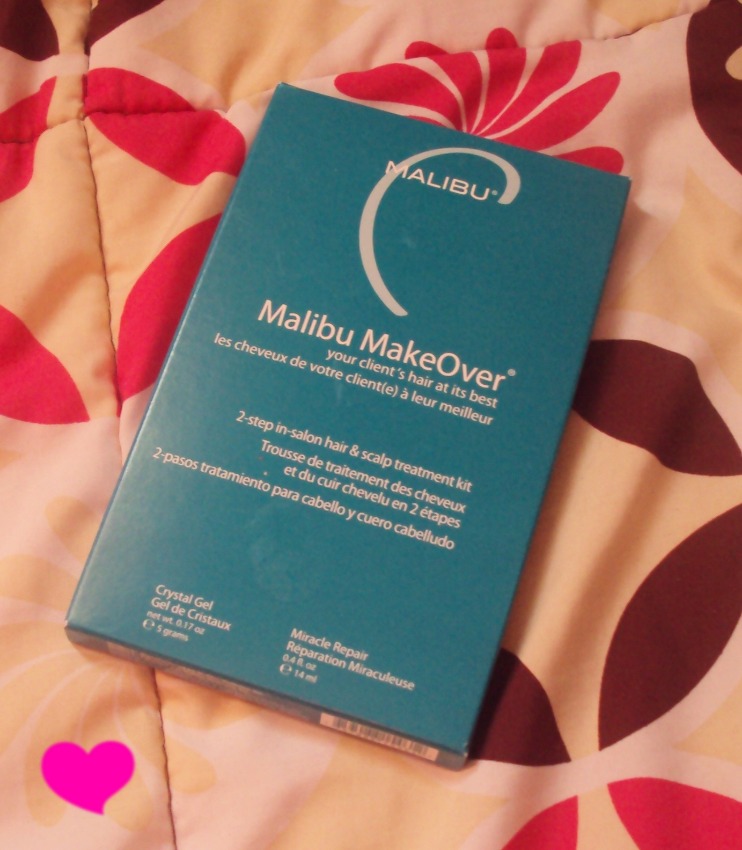 MALIBU®
Malibu MakeOver®
your client´s hair at its best
les cheveux de votre client(e) à leur meilleur
2-step in-salon hair & scalp treatment kit
Trousse de traitement des cheveux
et du cuir chevelu en 2 étapes
2-pasos tratamiento para cabello y cuero cabelludo
Crystal Gel
Gel de Cristaux
net wt. 0.17 oz
℮ 5 grams
Miracle Repair
Réparation Miraculeuse
0.4 fl. oz
℮ 14 ml